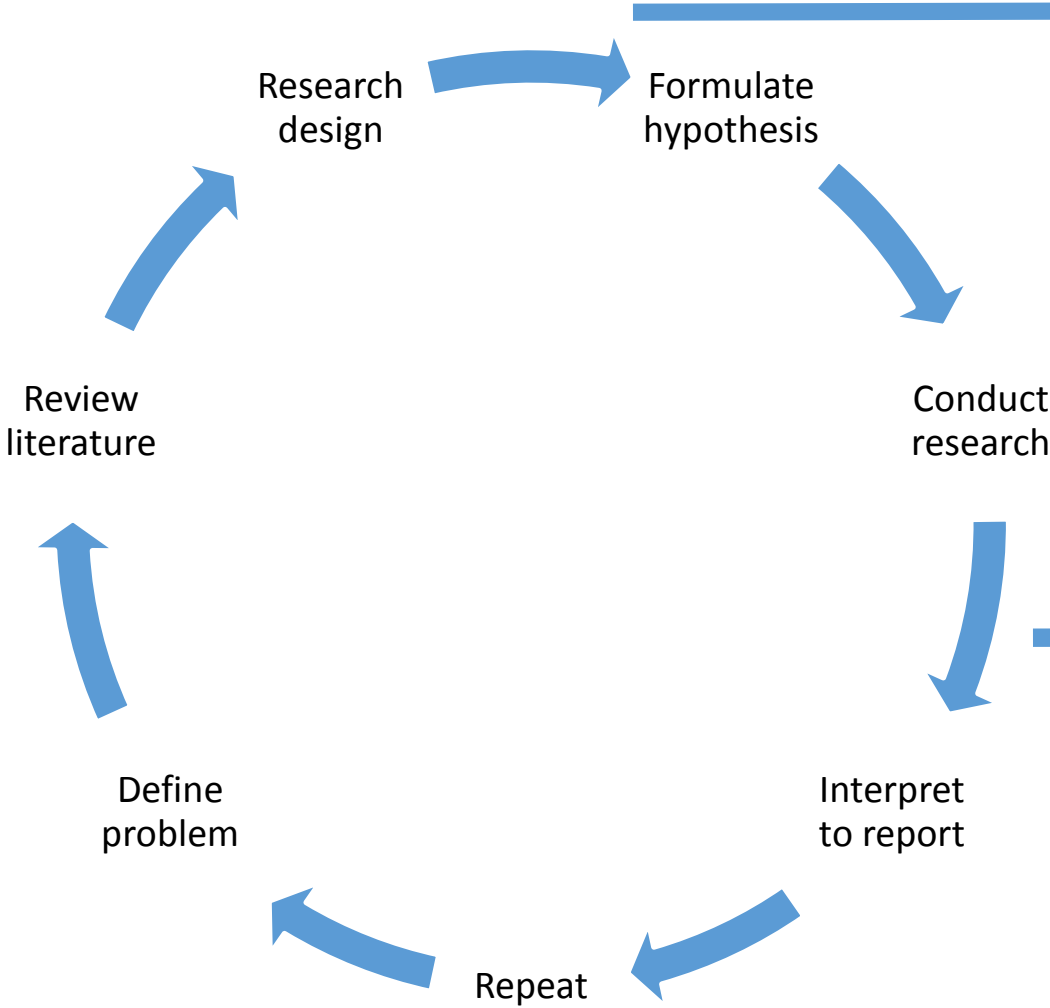 Research
design
Formulate
hypothesis
Review
literature
Conduct
research
Define
problem
Interpret
to report
Repeat